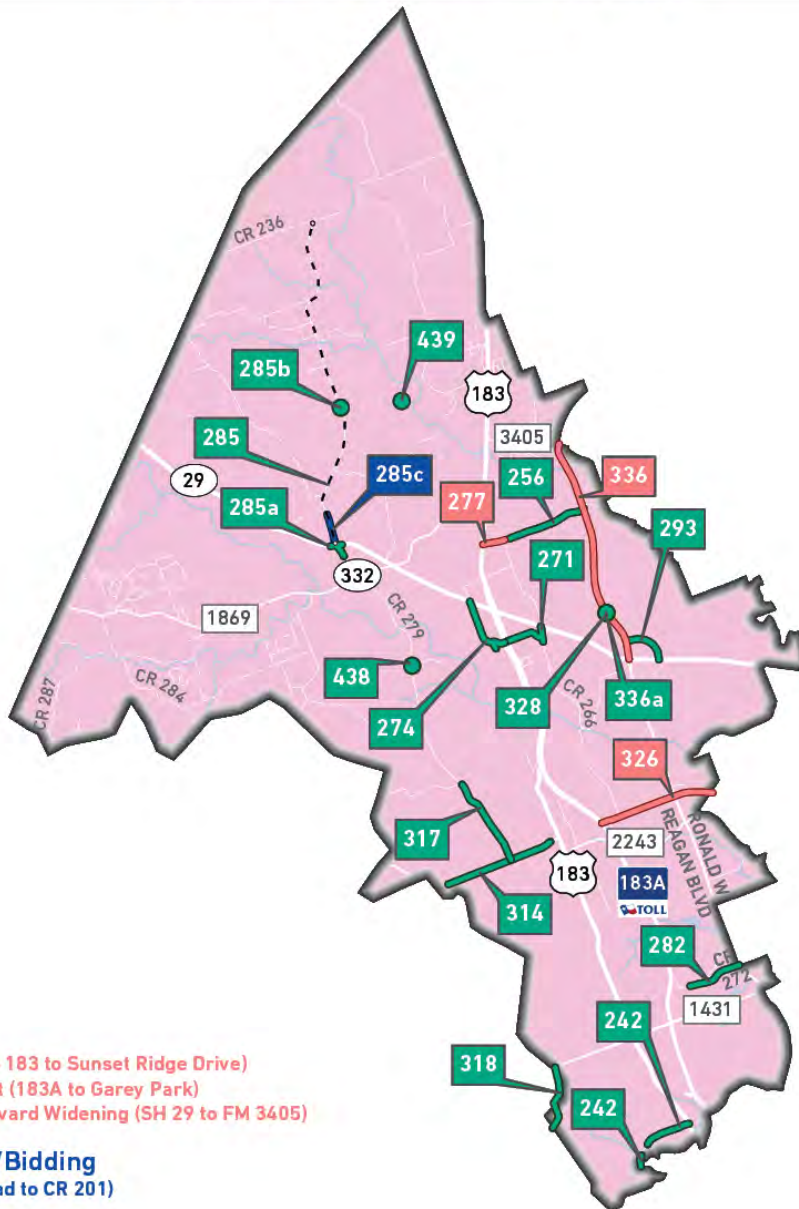 CR 236
439
285b
183
3405
285
336
285c
256
29
277
293
285a
271
332
1869
CR 279
438
CR 284
CR 287
274
328
CR 266
336a
326
317
2243
RONALD W
REAGAN BLVD
183
183A
TOLL
314
282
CR
272
1431
242
318
242
183 to Sunset Ridge Drive)
t (183A to Garey Park)
vard Widening (SH 29 to FM 3405)
/Bidding
ad to CR 201)